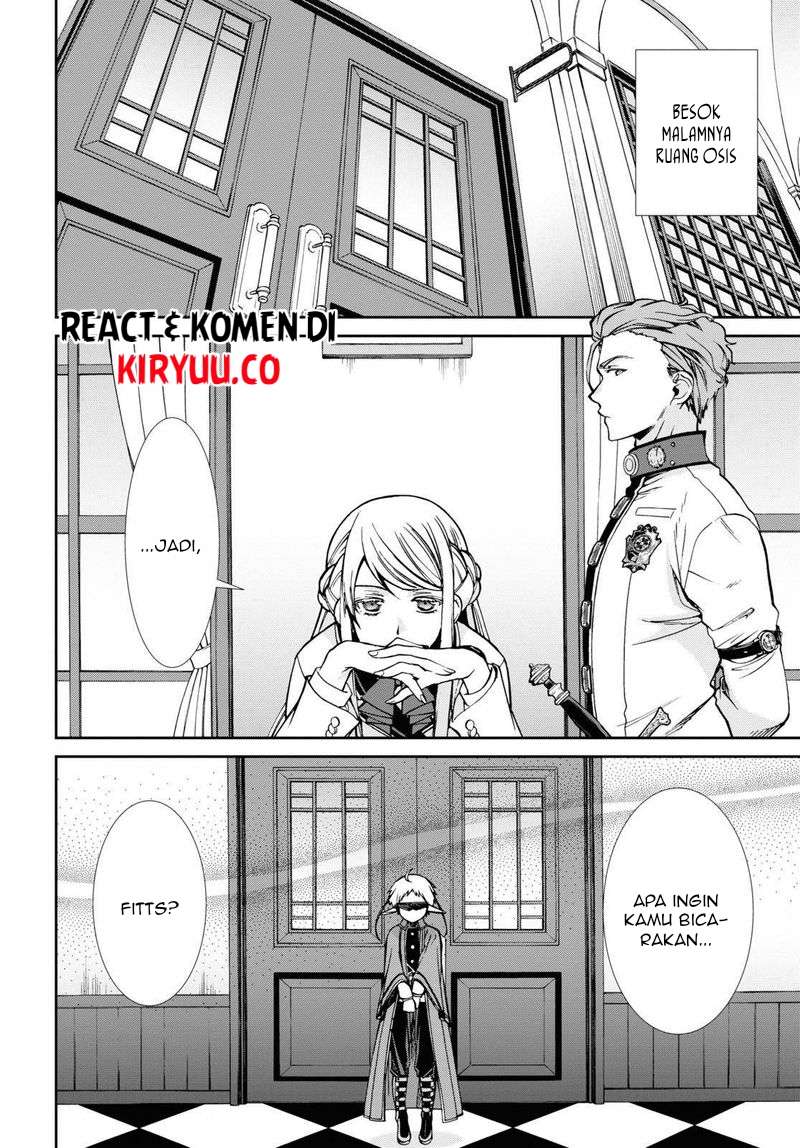 BESOK
MALAMNYA
RUANG OSIS
REACT & KOMEN DI
KIRYUU.CO
...JADI,
APA INGIN
KAMU BICA-
RAKAN...
FITTS?